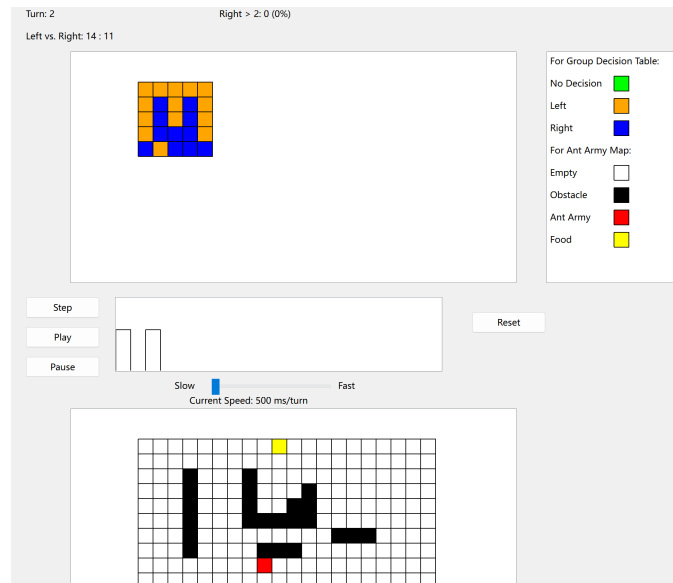 Turn: 2
Right > 2: 0 (0%)
Left vs. Right: 14 : 11
For Group Decision Table:
No Decision
Left
Right
For Ant Army Map:
Empty
Obstacle
Ant Army
Food
Step
Play
Pause
Reset
Slow
Fast
Current Speed: 500 ms/turn